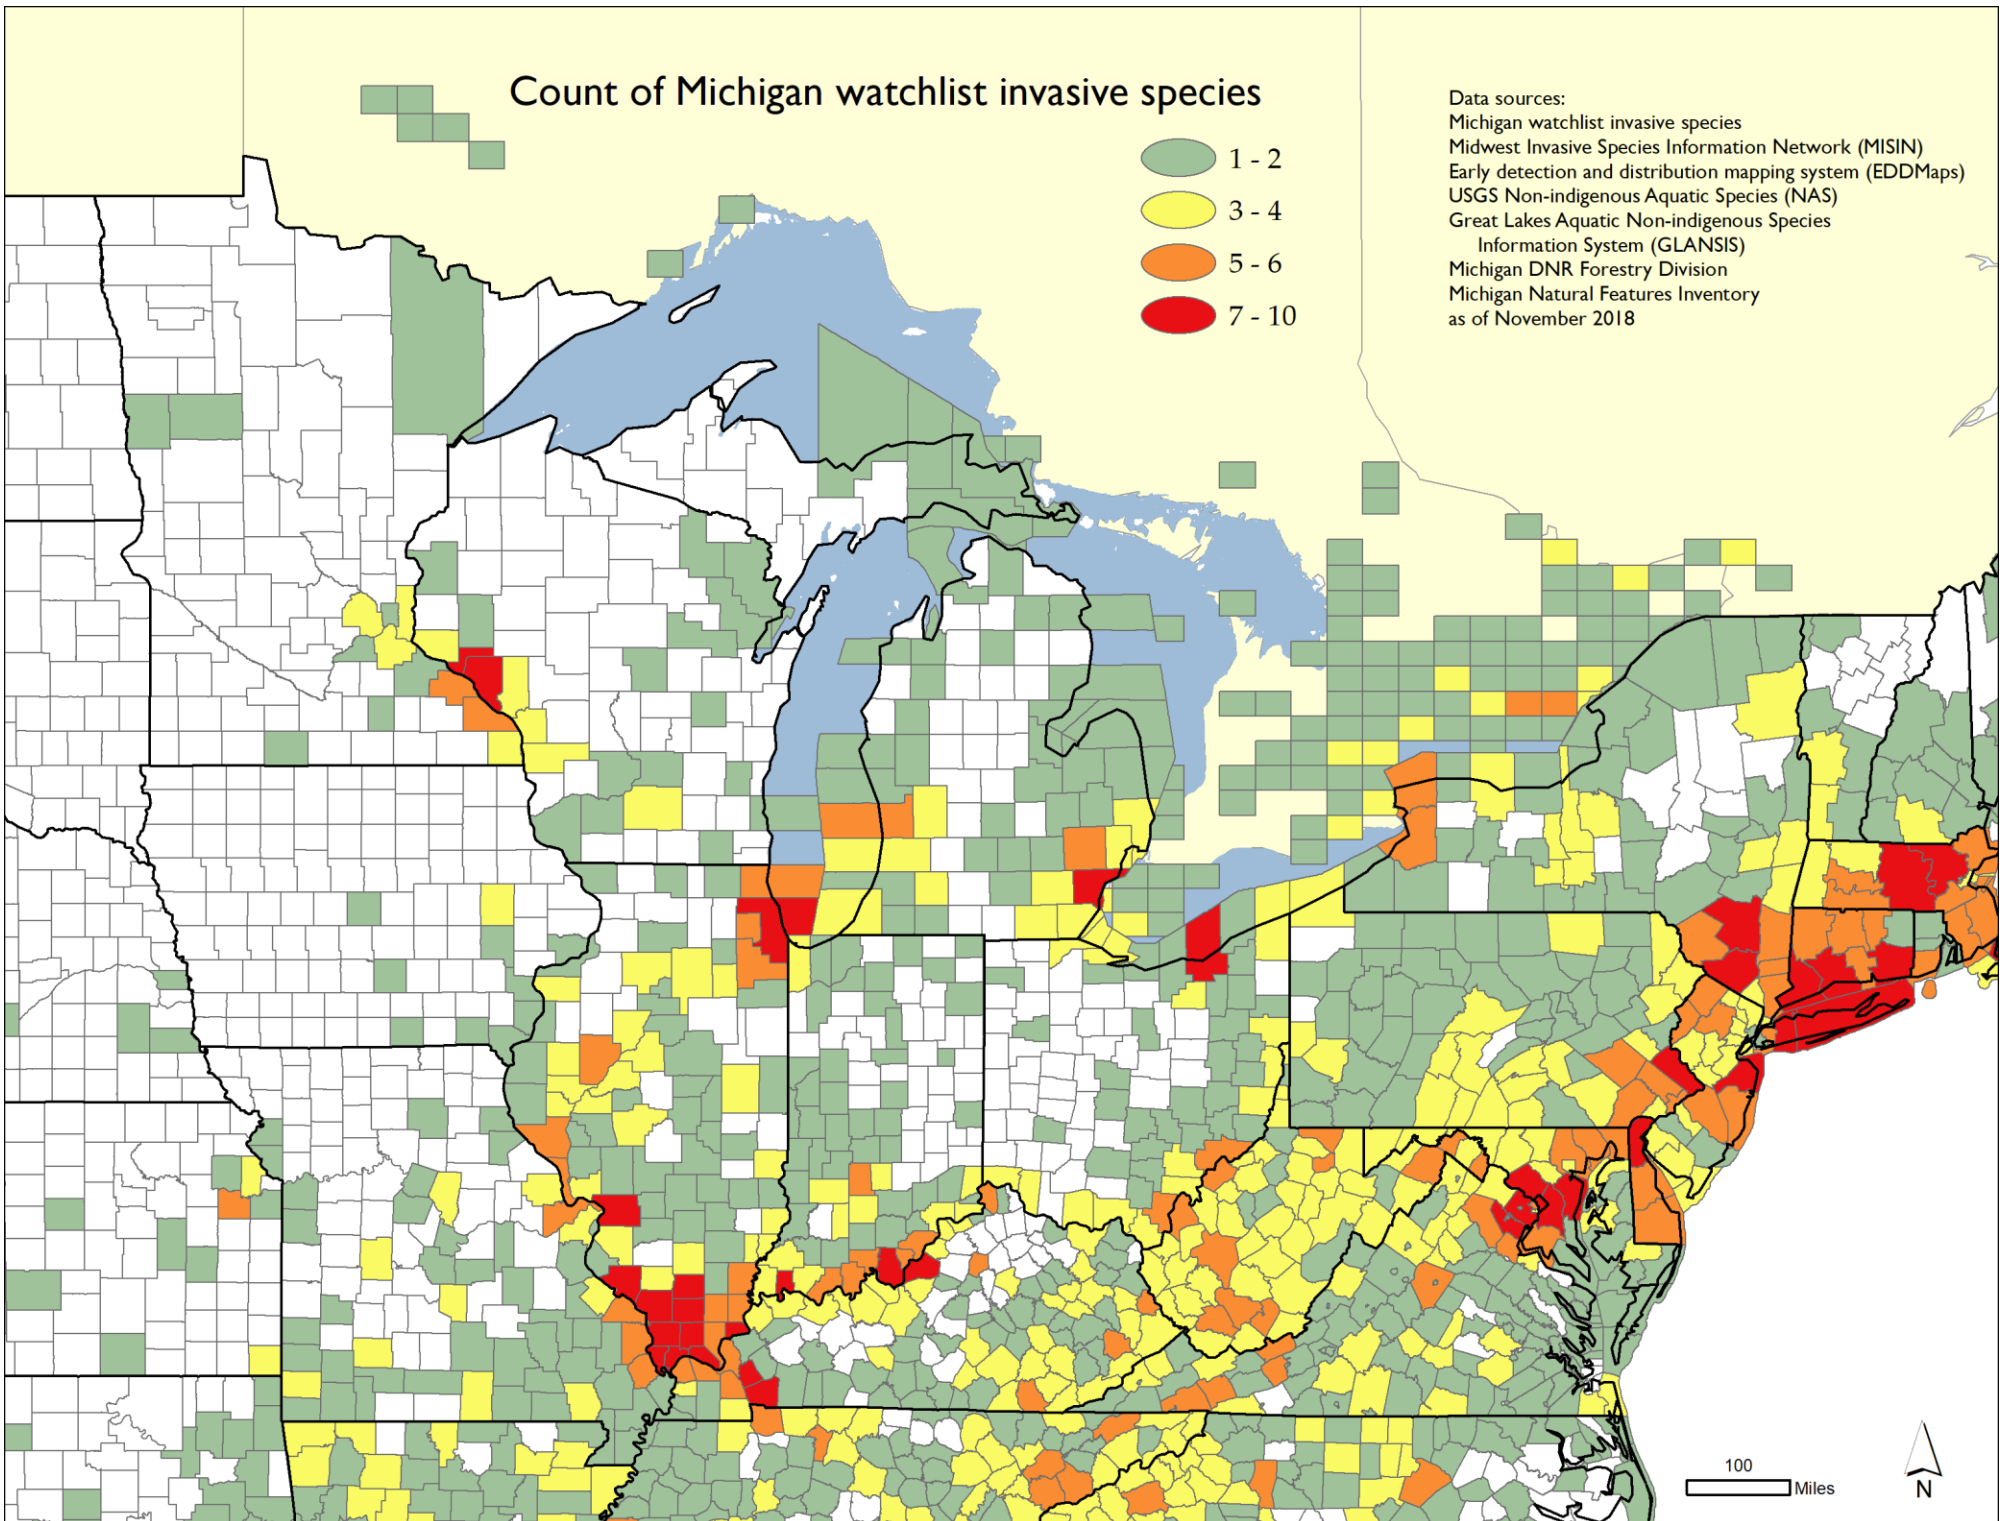 Count of Michigan watchlist invasive species
1 - 2
3 - 4
5 - 6
7 - 10
Data sources:
Michigan watchlist invasive species
Midwest Invasive Species Information Network (MISIN)
Early detection and distribution mapping system (EDDMaps)
USGS Non-indigenous Aquatic Species (NAS)
Great Lakes Aquatic Non-indigenous Species
Information System (GLANSIS)
Michigan DNR Forestry Division
Michigan Natural Features Inventory
as of November 2018
100
Miles
N